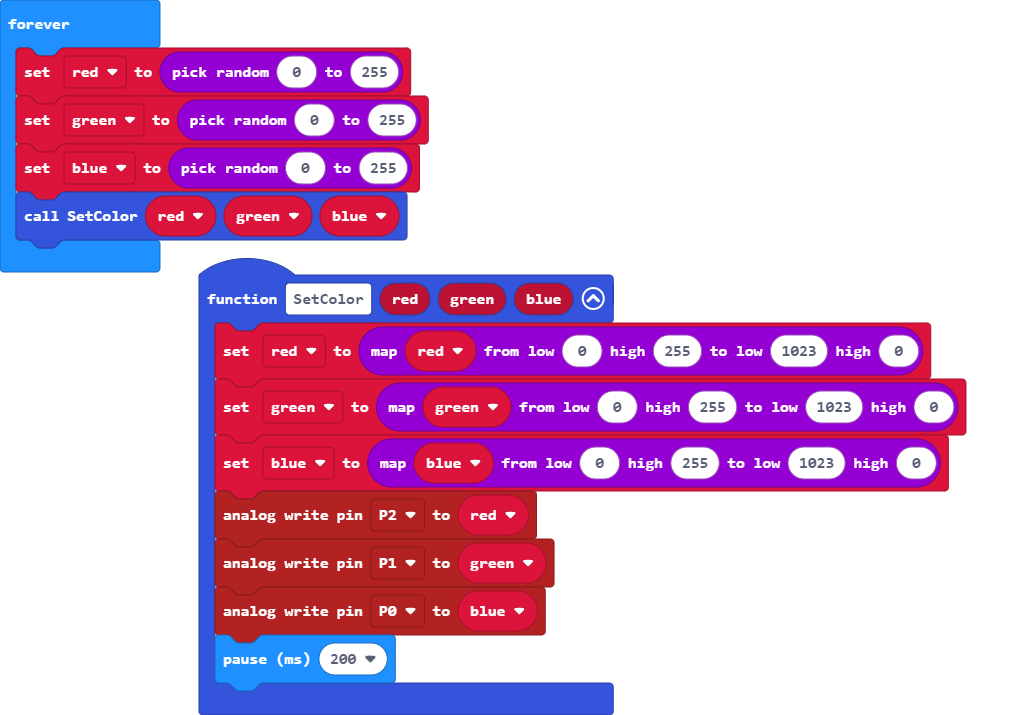 forever
set red to pick random 0 to 255
set green to pick random 0 to 255
set blue to pick random 0 to 255
call SetColor red green blue
function SetColor red green blue
set red to map red from low 0 high 255 to low 1023 high 0
set green to map green from low 0 high 255 to low 1023 high 0
set blue to map blue from low 0 high 255 to low 1023 high 0
analog write pin P2 to red
analog write pin P1 to green
analog write pin P0 to blue
pause (ms) 200